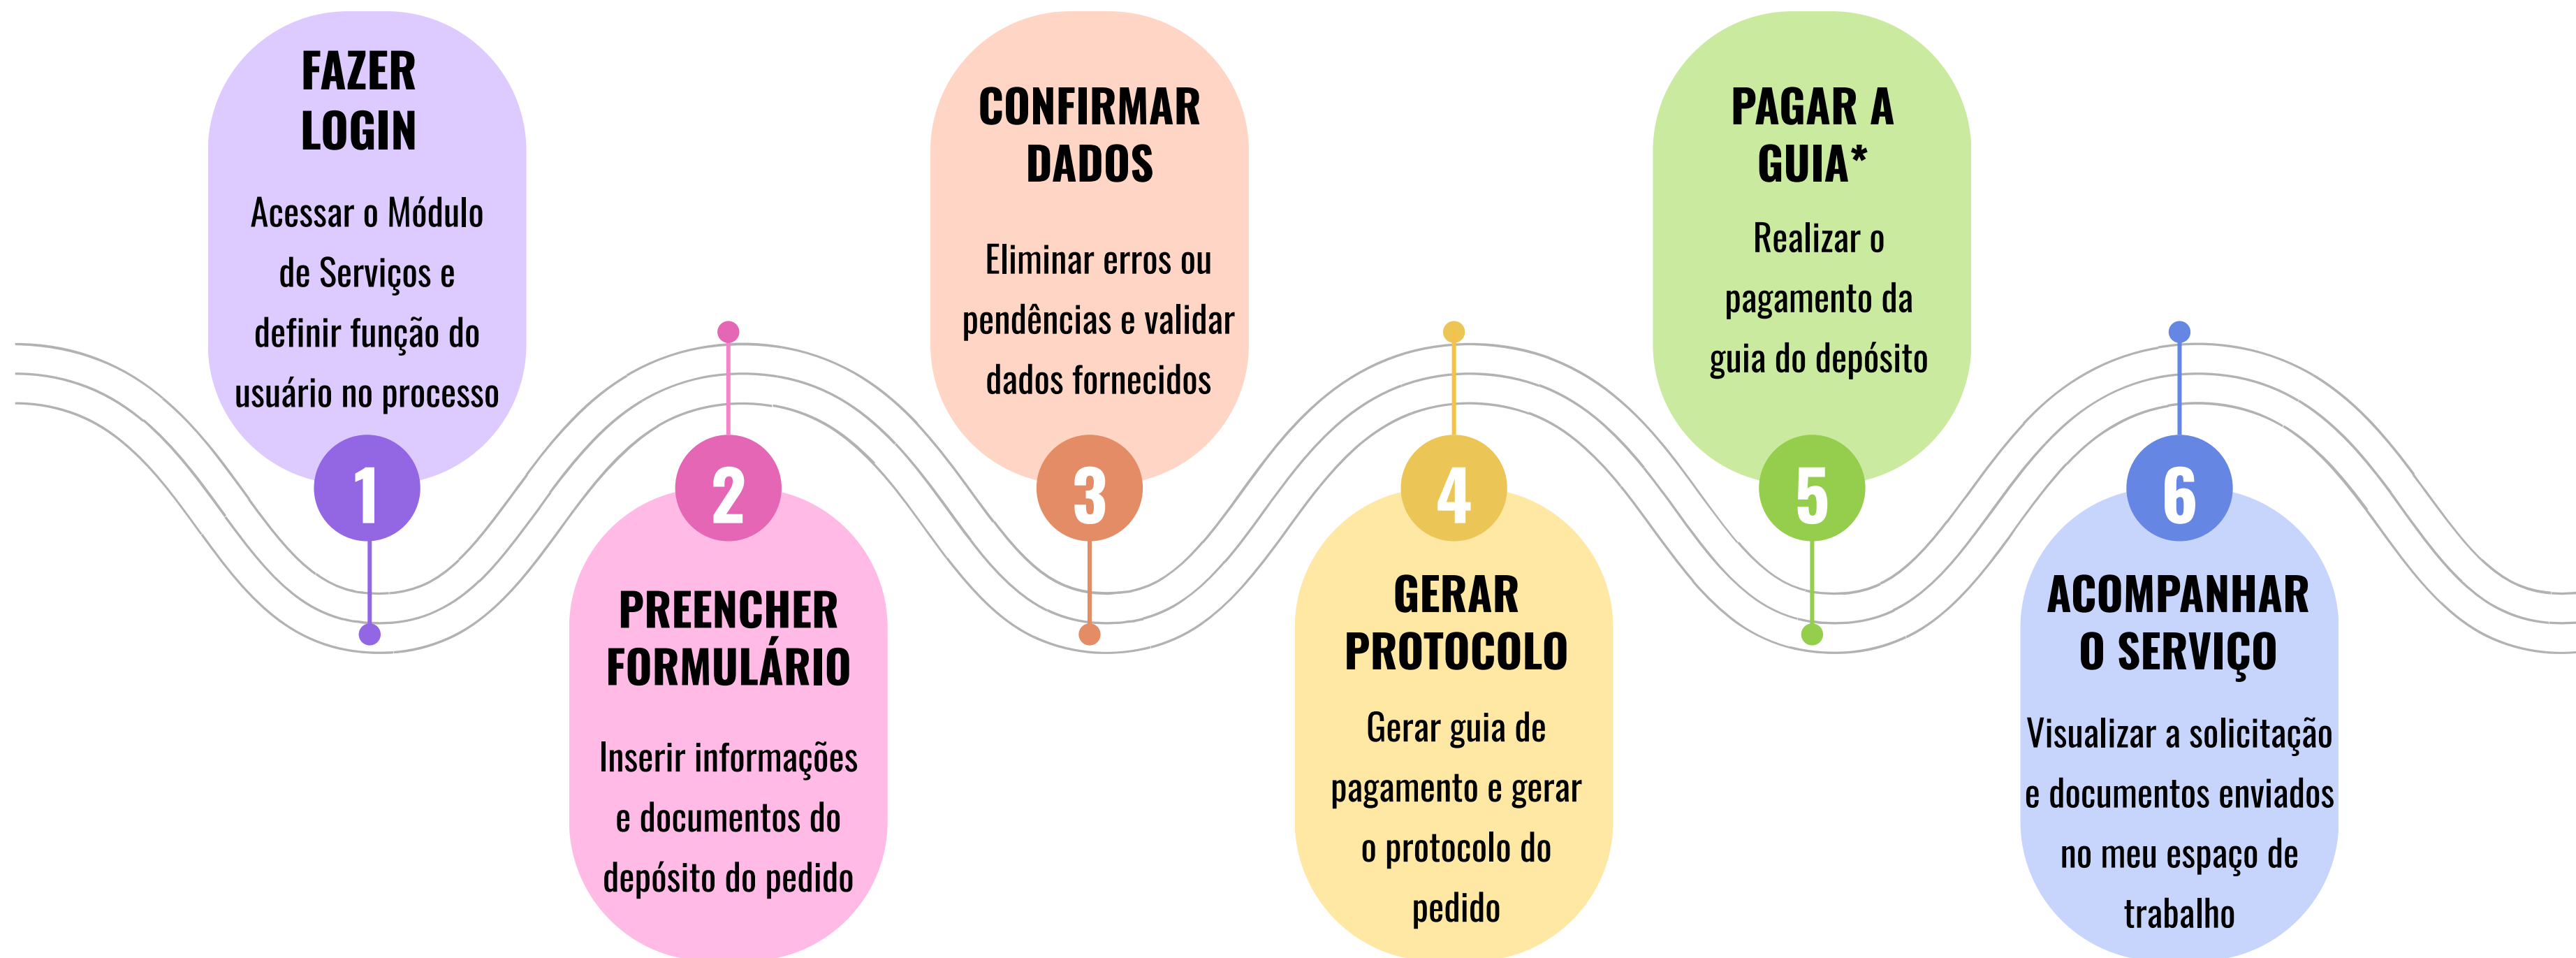 FAZER
LOGIN
Acessar o Módulo
de Serviços e
definir função do
usuário no processo
1
2
PREENCHER
FORMULÁRIO
Inserir informações
e documentos do
depósito do pedido
CONFIRMAR
DADOS
Eliminar erros ou
pendências e validar
dados fornecidos
3
4
GERAR
PROTOCOLO
Gerar guia de
pagamento e gerar
o protocolo do
pedido
PAGAR A
GUIA*
Realizar o
pagamento da
guia do depósito
5
6
ACOMPANHAR
O SERVIÇO
Visualizar a solicitação
e documentos enviados
no meu espaço de
trabalho